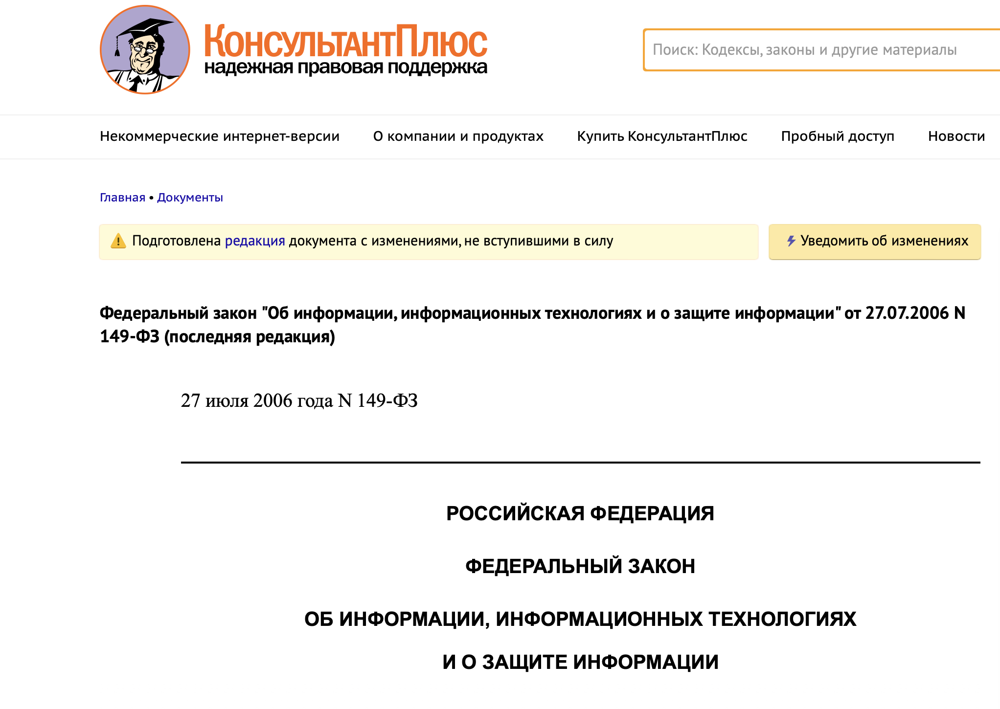 КонсультантПлюс
надежная правовая поддержка
Поиск: Кодексы, законы и другие материалы
Некоммерческие интернет-версии О компании и продуктах Купить КонсультантПлюс Пробный доступ Новости
Главная • Документы
Подготовлена редакция документа с изменениями, не вступившими в силу
Уведомить об изменениях
Федеральный закон "Об информации, информационных технологиях и о защите информации" от 27.07.2006 N
149-ФЗ (последняя редакция)
27 июля 2006 года N 149-ФЗ
РОССИЙСКАЯ ФЕДЕРАЦИЯ
ФЕДЕРАЛЬНЫЙ ЗАКОН
ОБ ИНФОРМАЦИИ, ИНФОРМАЦИОННЫХ ТЕХНОЛОГИЯХ
И О ЗАЩИТЕ ИНФОРМАЦИИ